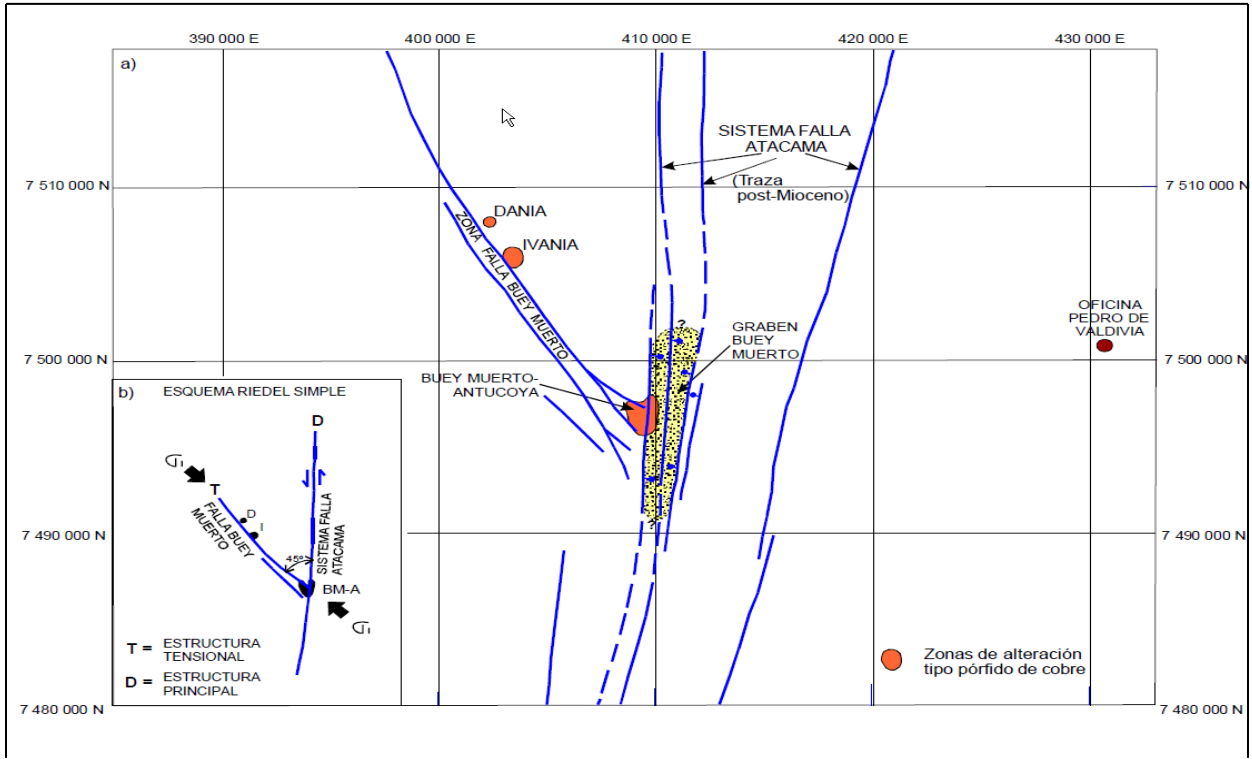 390 000 E
400 000 E
410 000 E
420 000 E
430 000 E
a)
SISTEMA FALLA
ATACAMA
(Traza
post-Mioceno)
7 510 000 N
7 510 000 N
DANIA
IVANIA
ZONA FALLA BUEY MUERTO
OFICINA
PEDRO DE
VALDIVIA
?
GRABEN
BUEY
MUERTO
7 500 000 N
7 500 000 N
BUEY MUERTO-
ANTUCOYA
b)
ESQUEMA RIEDEL SIMPLE
D
T
FALLA BUEY
MUERTO
D
I
45°
SISTEMA FALLA
ATACAMA
BM-A
T = ESTRUCTURA
TENSIONAL
D = ESTRUCTURA
PRINCIPAL
?
7 490 000 N
7 490 000 N
Zonas de alteración
tipo pórfido de cobre
7 480 000 N
7 480 000 N